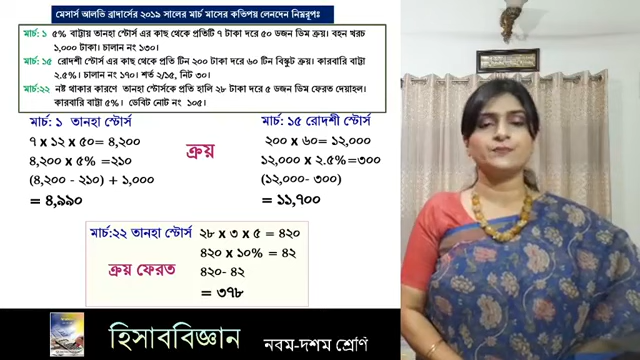 মেসার্স আলভি ব্রাদার্সের ২০১৯ সালের মার্চ মাসের কতিপয় লেনদেন নিম্নরূপঃ
মার্চ: ১ ৫% বাট্টায় তানহা স্টোর্স এর কাছ থেকে প্রতিটি ৭ টাকা দরে ৫০ ডজন ডিম ক্রয়। বহন খরচ
১,০০০ টাকা। চালান নং ১৩০।
মার্চ: ১৫ রোদশী স্টোর্স এর কাছ থেকে প্রতি টিন ২০০ টাকা দরে ৬০ টিন বিস্কুট ক্রয়। কারবারি বাট্টা
২.৫%। চালান নং ১৭০। শর্ত ২/১৫, নিট ৩০।
মার্চ:২২ নষ্ট থাকার কারণে তানহা স্টোর্সকে প্রতি হালি ২৮ টাকা দরে ৫ ডজন ডিম ফেরত দেয়াহল।
কারবারি বাট্টা ৫%। ডেবিট নোট নং ১০৫।
মার্চ: ১ তানহা স্টোর্স
৭ x ১২ x ৫০= ৪,২০০
৪,২০০ x ৫% =২১০
(৪,২০০ - ২১০) + ১,০০০
= ৪,৯৯০
ক্রয়
মার্চ: ১৫ রোদশী স্টোর্স
২০০ x ৬০= ১২,০০০
১২,০০০ x ২.৫%=৩০০
(১২,০০০- ৩০০)
= ১১,৭০০
মার্চ:২২ তানহা স্টোর্স ২৮ x ৩ x ৫ = ৪২০
৪২০ x ১০% = ৪২
ক্রয় ফেরত
৪২০- ৪২
= ৩৭৮
হিসাববিজ্ঞান নবম-দশম শ্রেণি